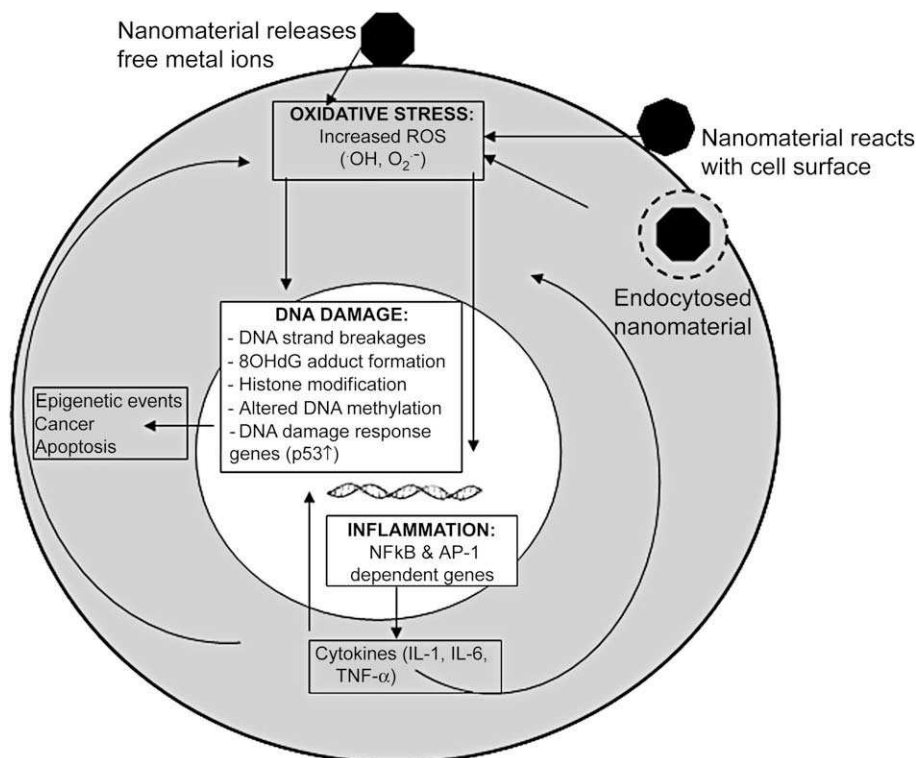 Nanomaterial releases
free metal ions
OXIDATIVE STRESS:
Increased ROS
(·OH, O₂·⁻)
Nanomaterial reacts
with cell surface
Endocytosed
nanomaterial
DNA DAMAGE:
- DNA strand breakages
- 8OHdG adduct formation
- Histone modification
- Altered DNA methylation
- DNA damage response
genes (p53↑)
Epigenetic events
Cancer
Apoptosis
INFLAMMATION:
NFkB & AP-1
dependent genes
Cytokines (IL-1, IL-6,
TNF-α)